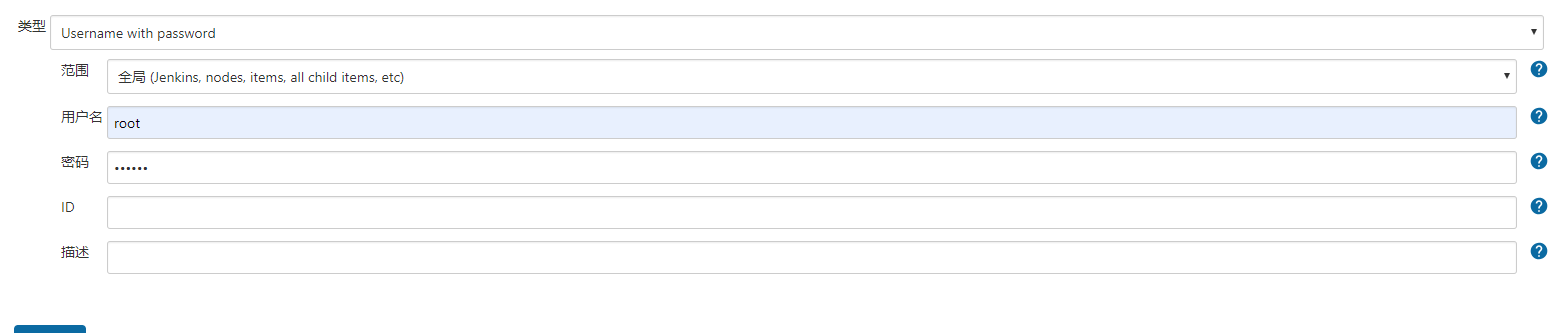 类型 Username with password
范围 全局 (Jenkins, nodes, items, all child items, etc)
用户名 root
密码 ••••••
ID
描述